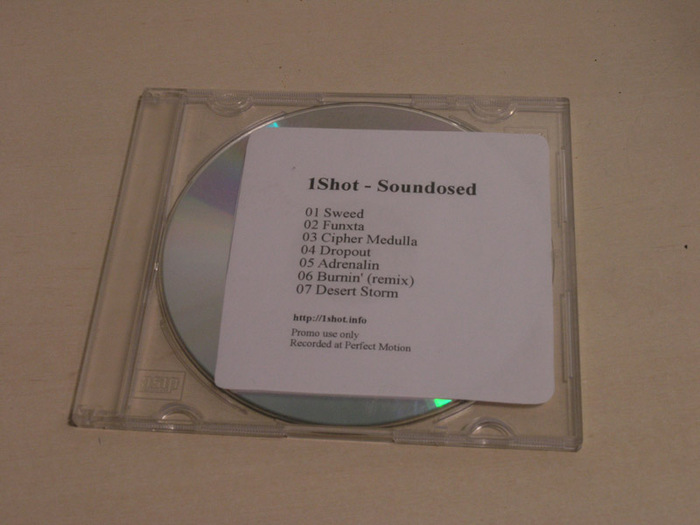 1Shot - Soundosed
01 Sweed
02 Funxta
03 Cipher Medulla
04 Dropout
05 Adrenalin
06 Burnin' (remix)
07 Desert Storm
http://1shot.info
Promo use only
Recorded at Perfect Motion